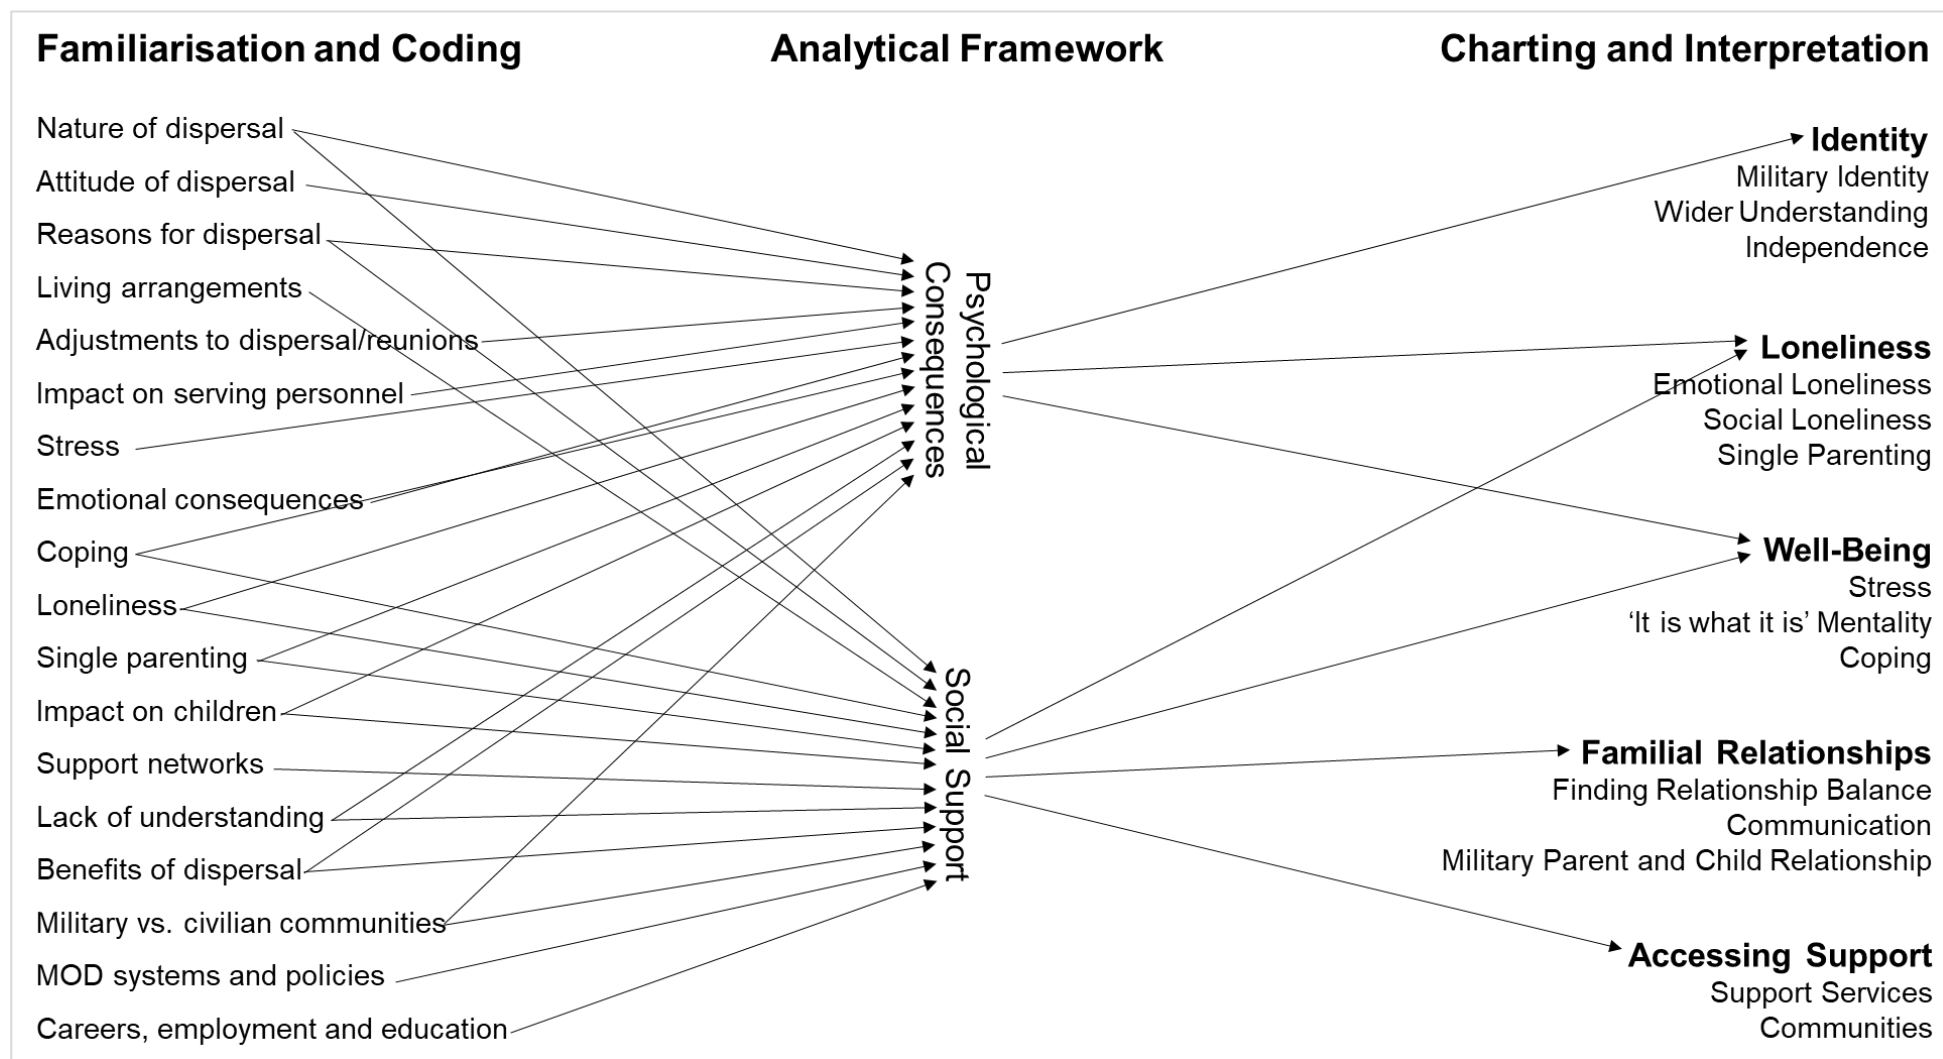 Familiarisation and Coding
Nature of dispersal
Attitude of dispersal
Reasons for dispersal
Living arrangements
Adjustments to dispersal/reunions
Impact on serving personnel
Stress
Emotional consequences
Coping
Loneliness
Single parenting
Impact on children
Support networks
Lack of understanding
Benefits of dispersal
Military vs. civilian communities
MOD systems and policies
Careers, employment and education
Analytical Framework
Psychological
Consequences
Social Support
Charting and Interpretation
Identity
Military Identity
Wider Understanding
Independence
Loneliness
Emotional Loneliness
Social Loneliness
Single Parenting
Well-Being
Stress
‘It is what it is’ Mentality
Coping
Familial Relationships
Finding Relationship Balance
Communication
Military Parent and Child Relationship
Accessing Support
Support Services
Communities